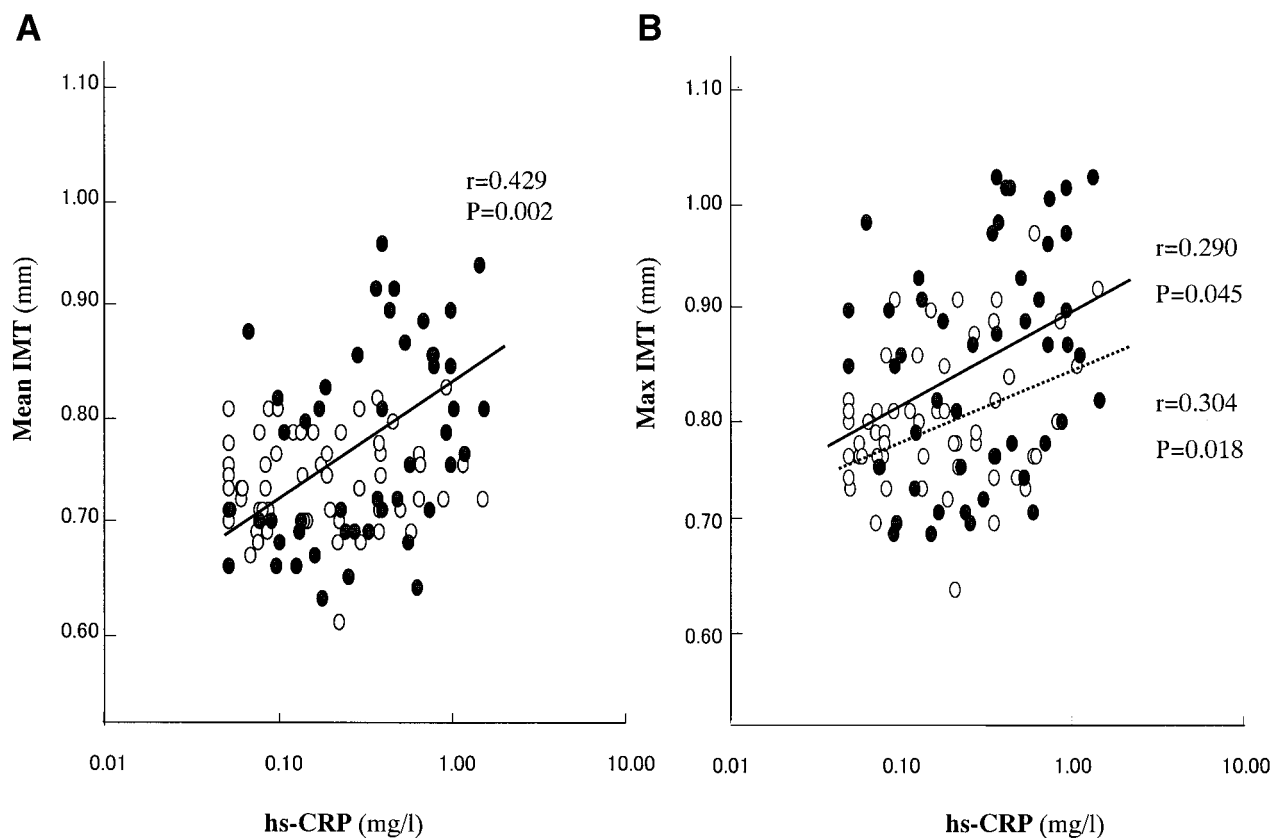 A
Mean IMT (mm)
1.10
1.00
0.90
0.80
0.70
0.60
r=0.429
P=0.002
0.01
0.10
1.00
10.00
hs-CRP (mg/l)
B
Max IMT (mm)
1.10
1.00
0.90
0.80
0.70
0.60
r=0.290
P=0.045
r=0.304
P=0.018
0.01
0.10
1.00
10.00
hs-CRP (mg/l)